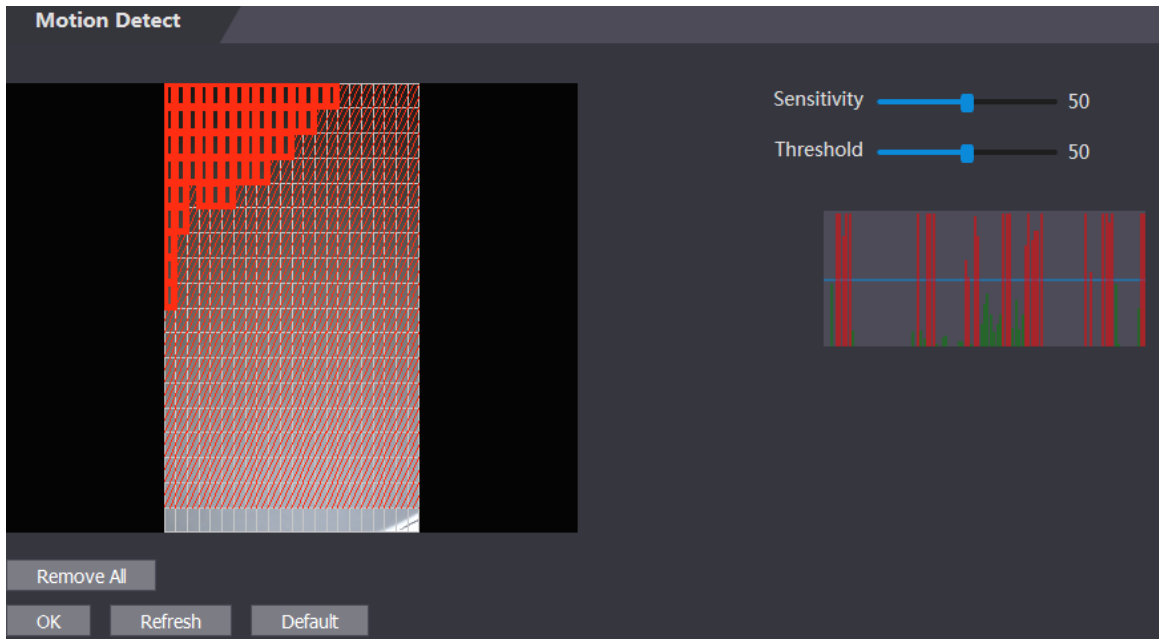 Motion Detect
Sensitivity 50
Threshold 50
Remove All
OK Refresh Default